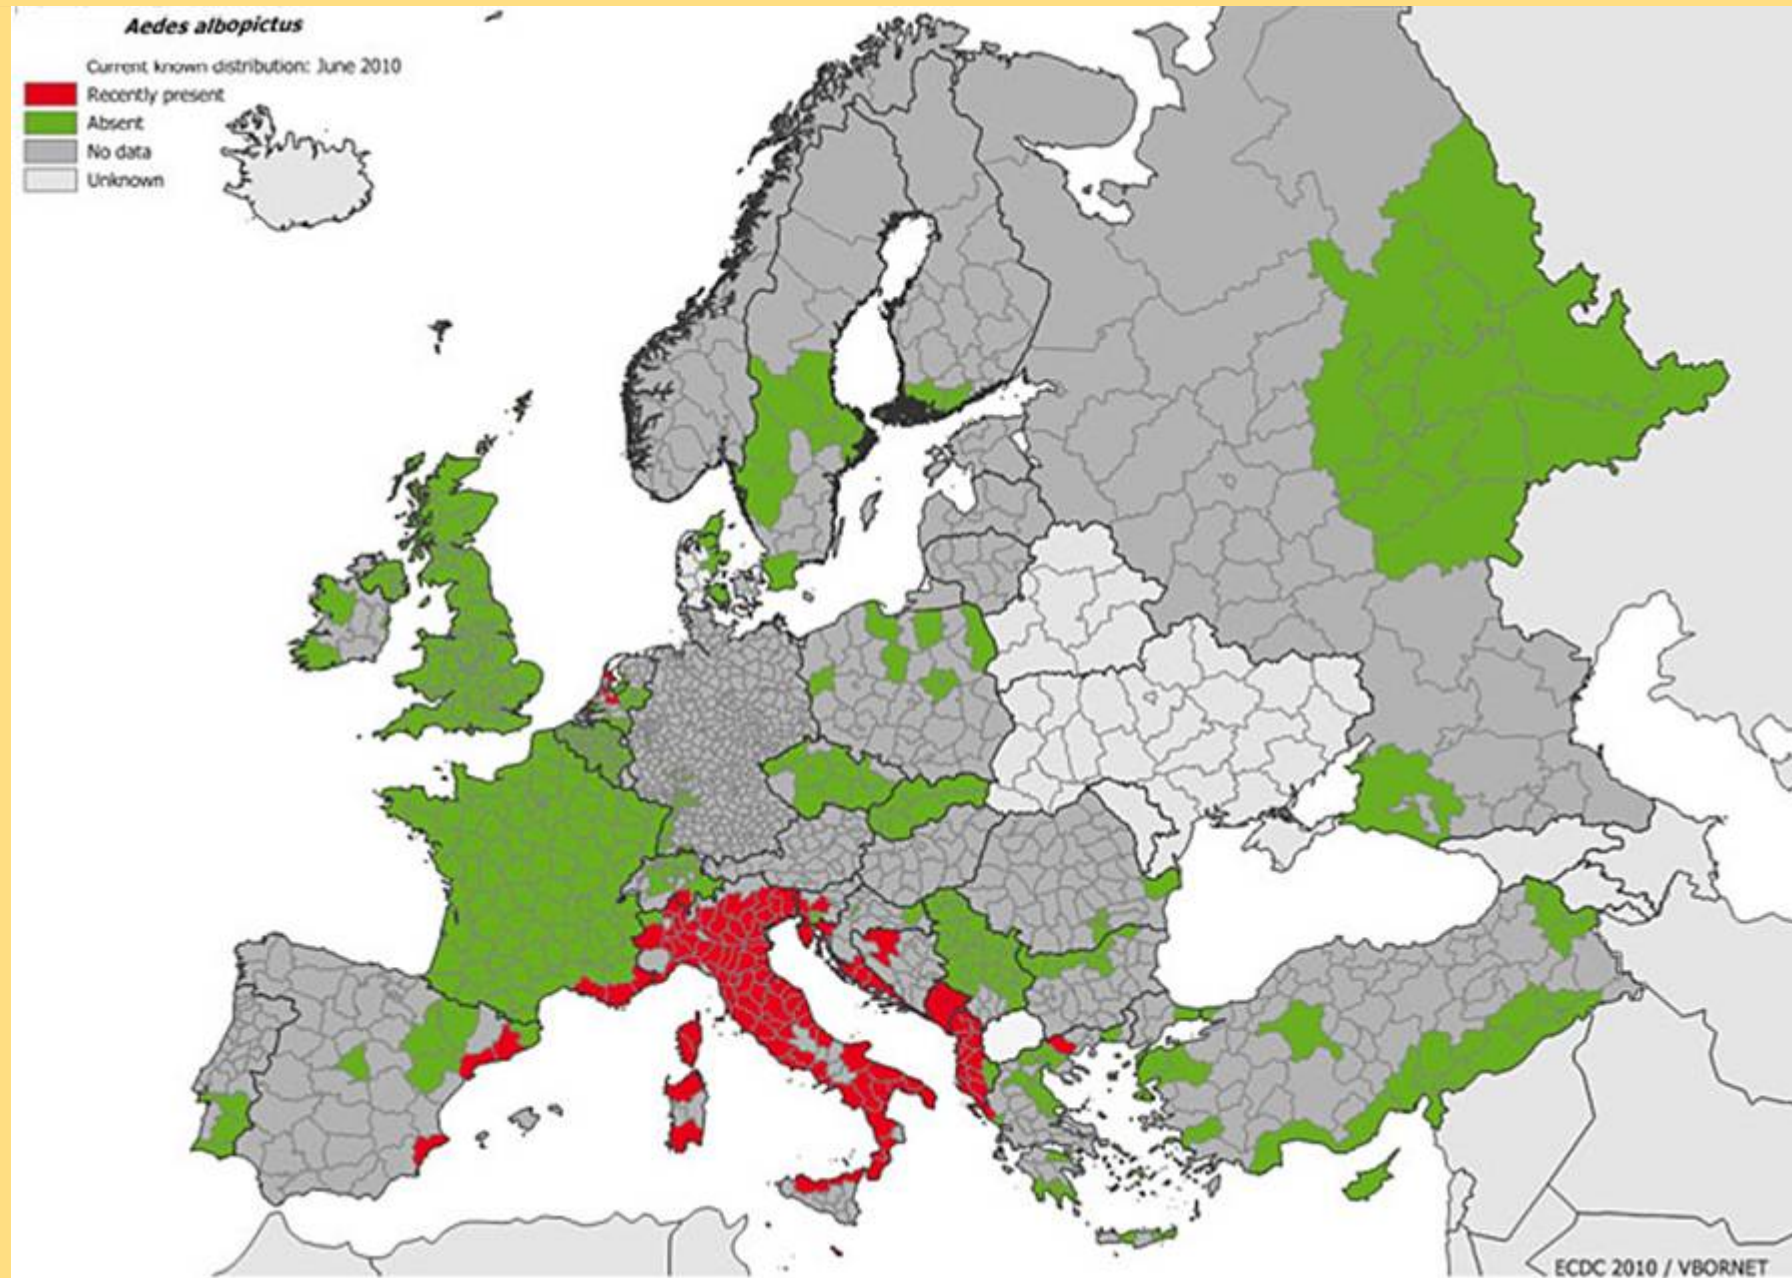 Aedes albopictus
Current known distribution: June 2010
Recently present
Absent
No data
Unknown
ECDC 2010 / VBORNET